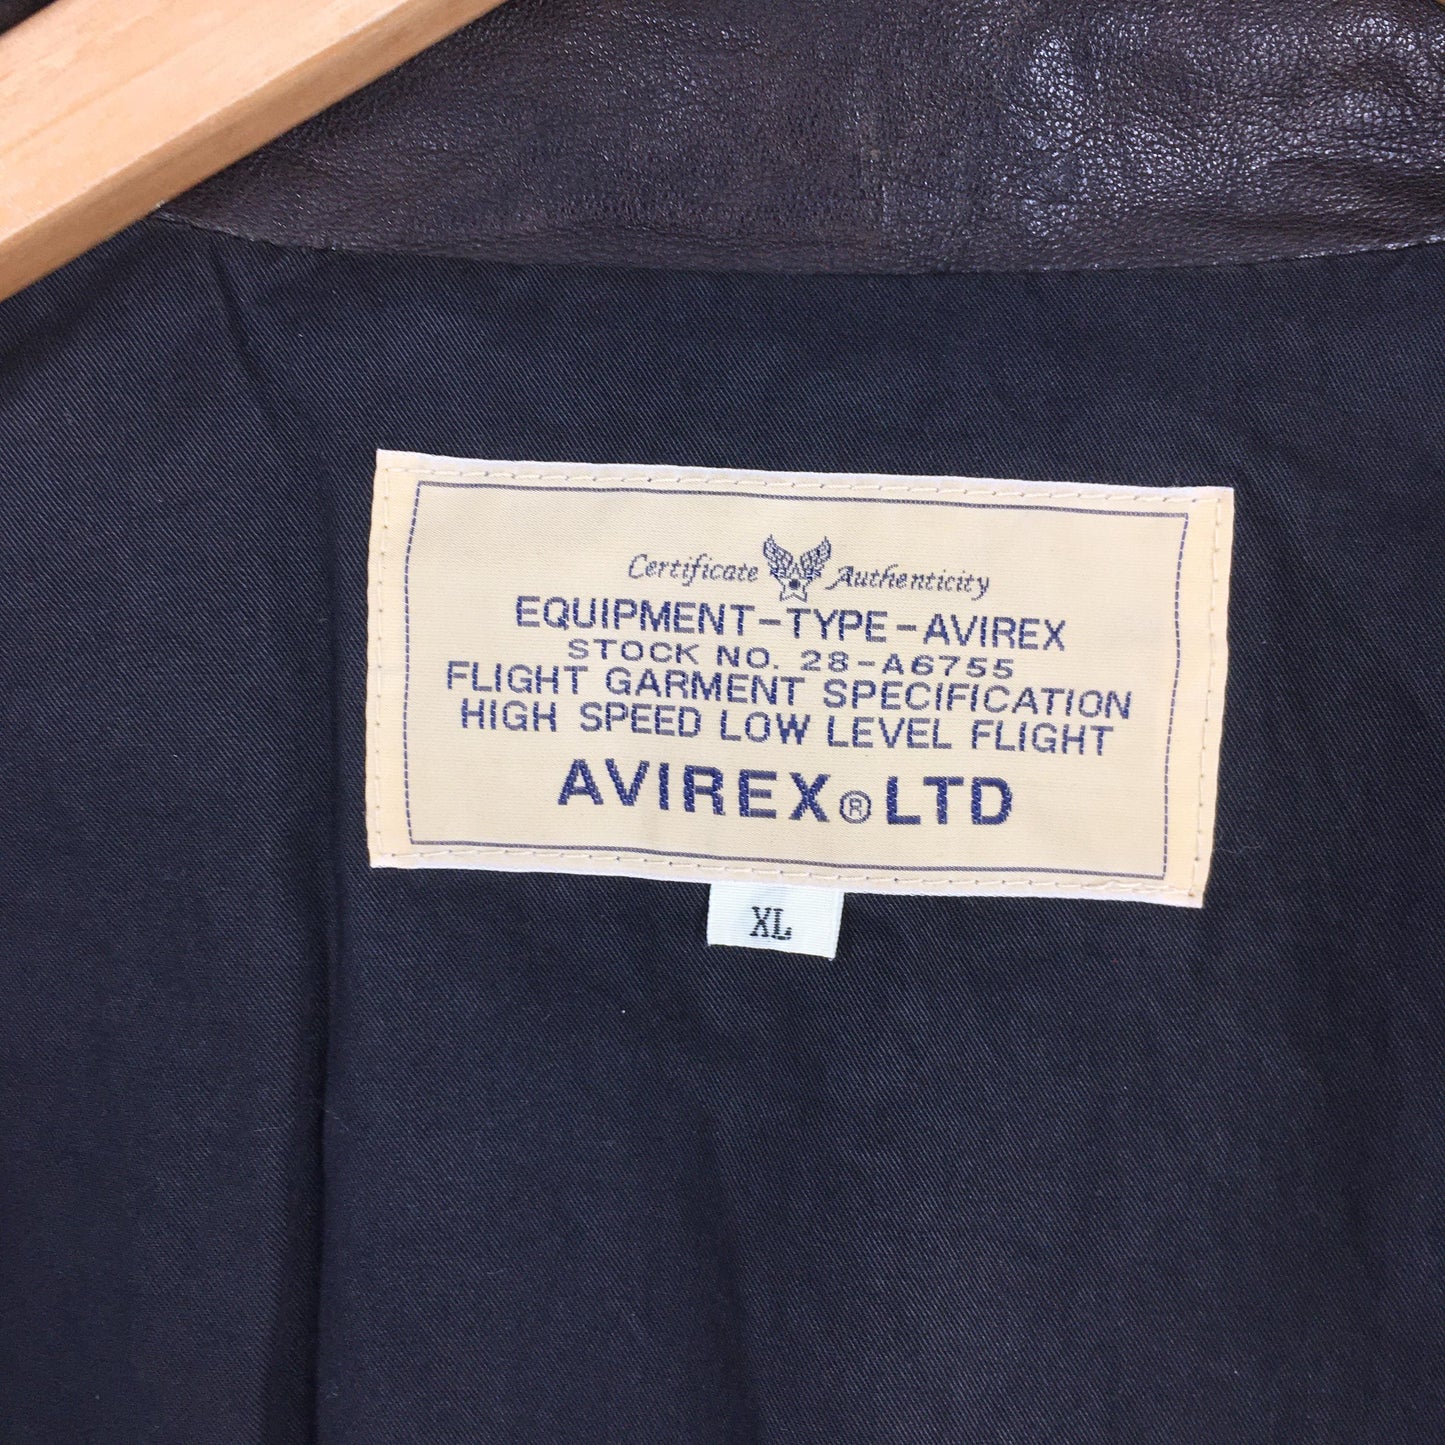 Certificate Authenticity
EQUIPMENT-TYPE-AVIREX
STOCK NO. 28-A6755
FLIGHT GARMENT SPECIFICATION
HIGH SPEED LOW LEVEL FLIGHT
AVIREX® LTD
XL